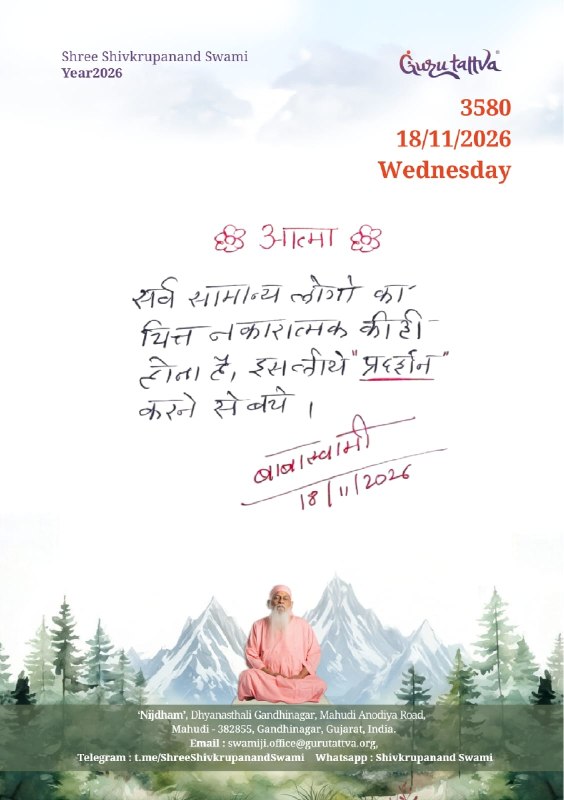 Shree Shivkrupanand Swami
Year2026
Gurutattva
3580
18/11/2026
Wednesday
आत्मा
सर्व सामान्य लोगो का
चित्त नकारात्मक की ही
होता है, इसलीये "प्रदर्शन"
करने से बचे ।
बाबास्वामी
18/11/2026
'Nijdham', Dhyanasthali Gandhinagar, Mahudi Anodiya Road,
Mahudi - 382855, Gandhinagar, Gujarat, India.
Email : swamiji.office@gurutattva.org,
Telegram : t.me/ShreeShivkrupanandSwami Whatsapp : Shivkrupanand Swami